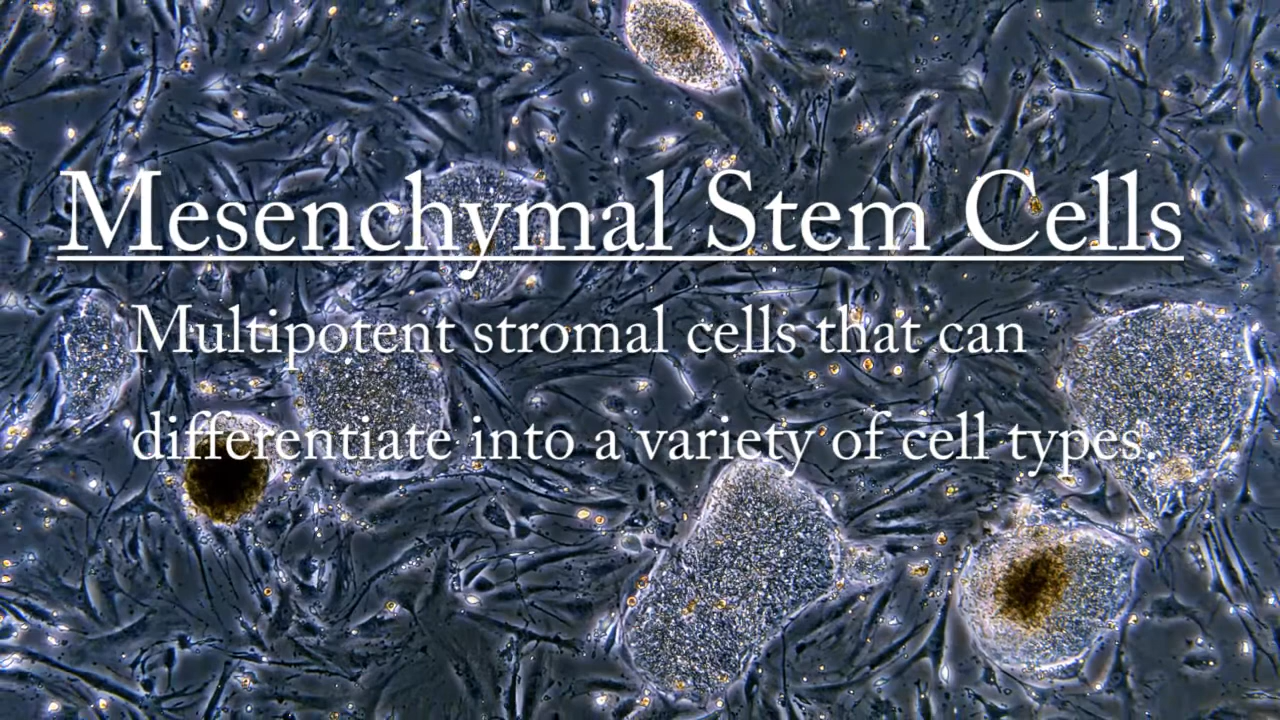 Mesenchymal Stem Cells
Multipotent stromal cells that can
differentiate into a variety of cell types.